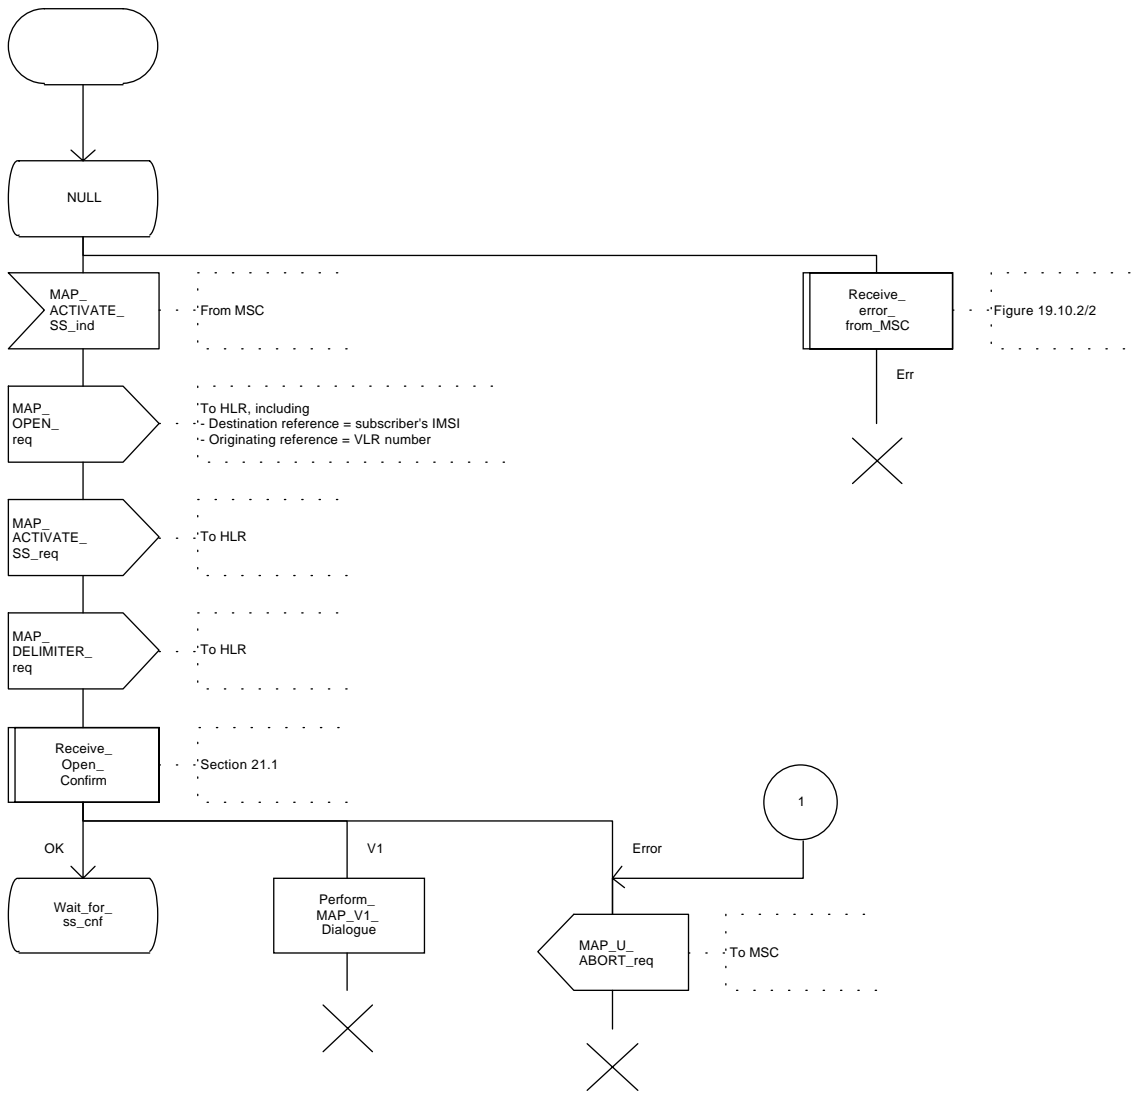 NULL
MAP_
ACTIVATE_
SS_ind
From MSC
Receive_
error_
from_MSC
Figure 19.10.2/2
Err
MAP_
OPEN_
req
To HLR, including
- Destination reference = subscriber's IMSI
- Originating reference = VLR number
MAP_
ACTIVATE_
SS_req
To HLR
MAP_
DELIMITER_
req
To HLR
Receive_
Open_
Confirm
Section 21.1
1
OK
V1
Error
Wait_for_
ss_cnf
Perform_
MAP_V1_
Dialogue
MAP_U_
ABORT_req
To MSC